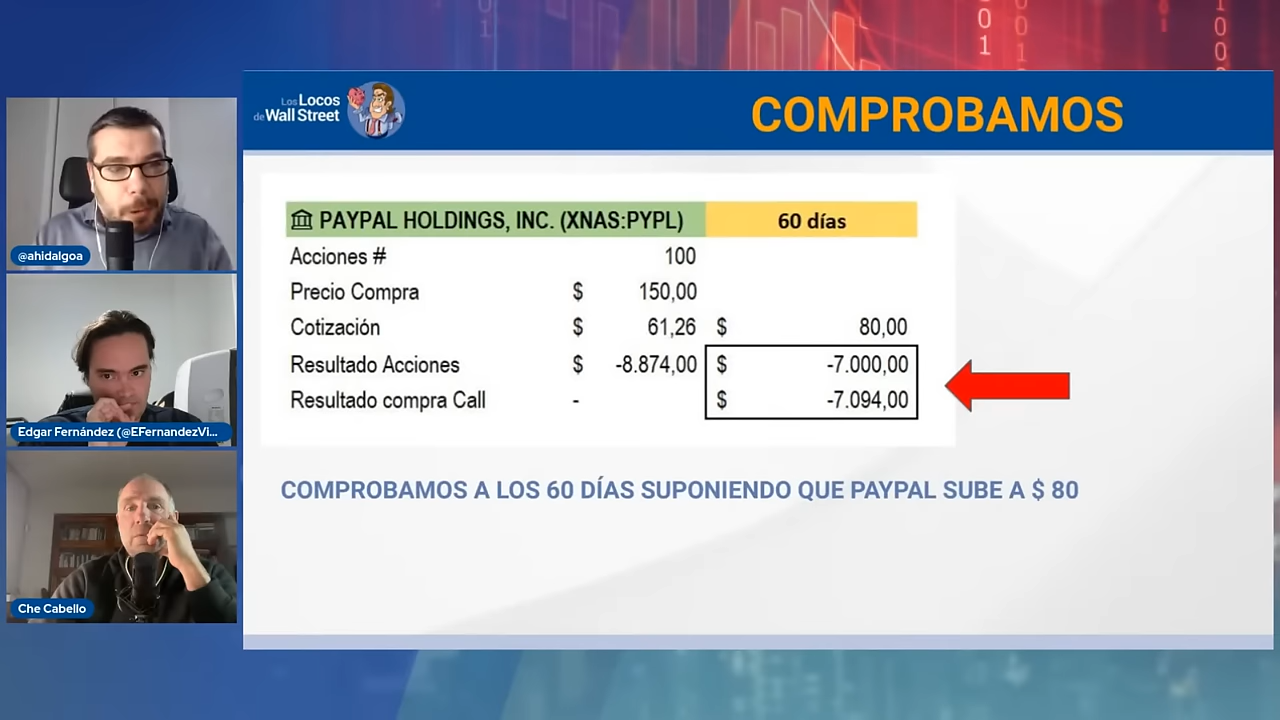 Los Locos
de Wall Street
COMPROBAMOS
PAYPAL HOLDINGS, INC. (XNAS:PYPL) 60 días
Acciones # 100
Precio Compra $ 150,00
Cotización $ 61,26 $ 80,00
Resultado Acciones $ -8.874,00 $ -7.000,00
Resultado compra Call - $ -7.094,00
COMPROBAMOS A LOS 60 DÍAS SUPONIENDO QUE PAYPAL SUBE A $ 80
@ahidalgoa
Edgar Fernández (@EFernandezVi...
Che Cabello